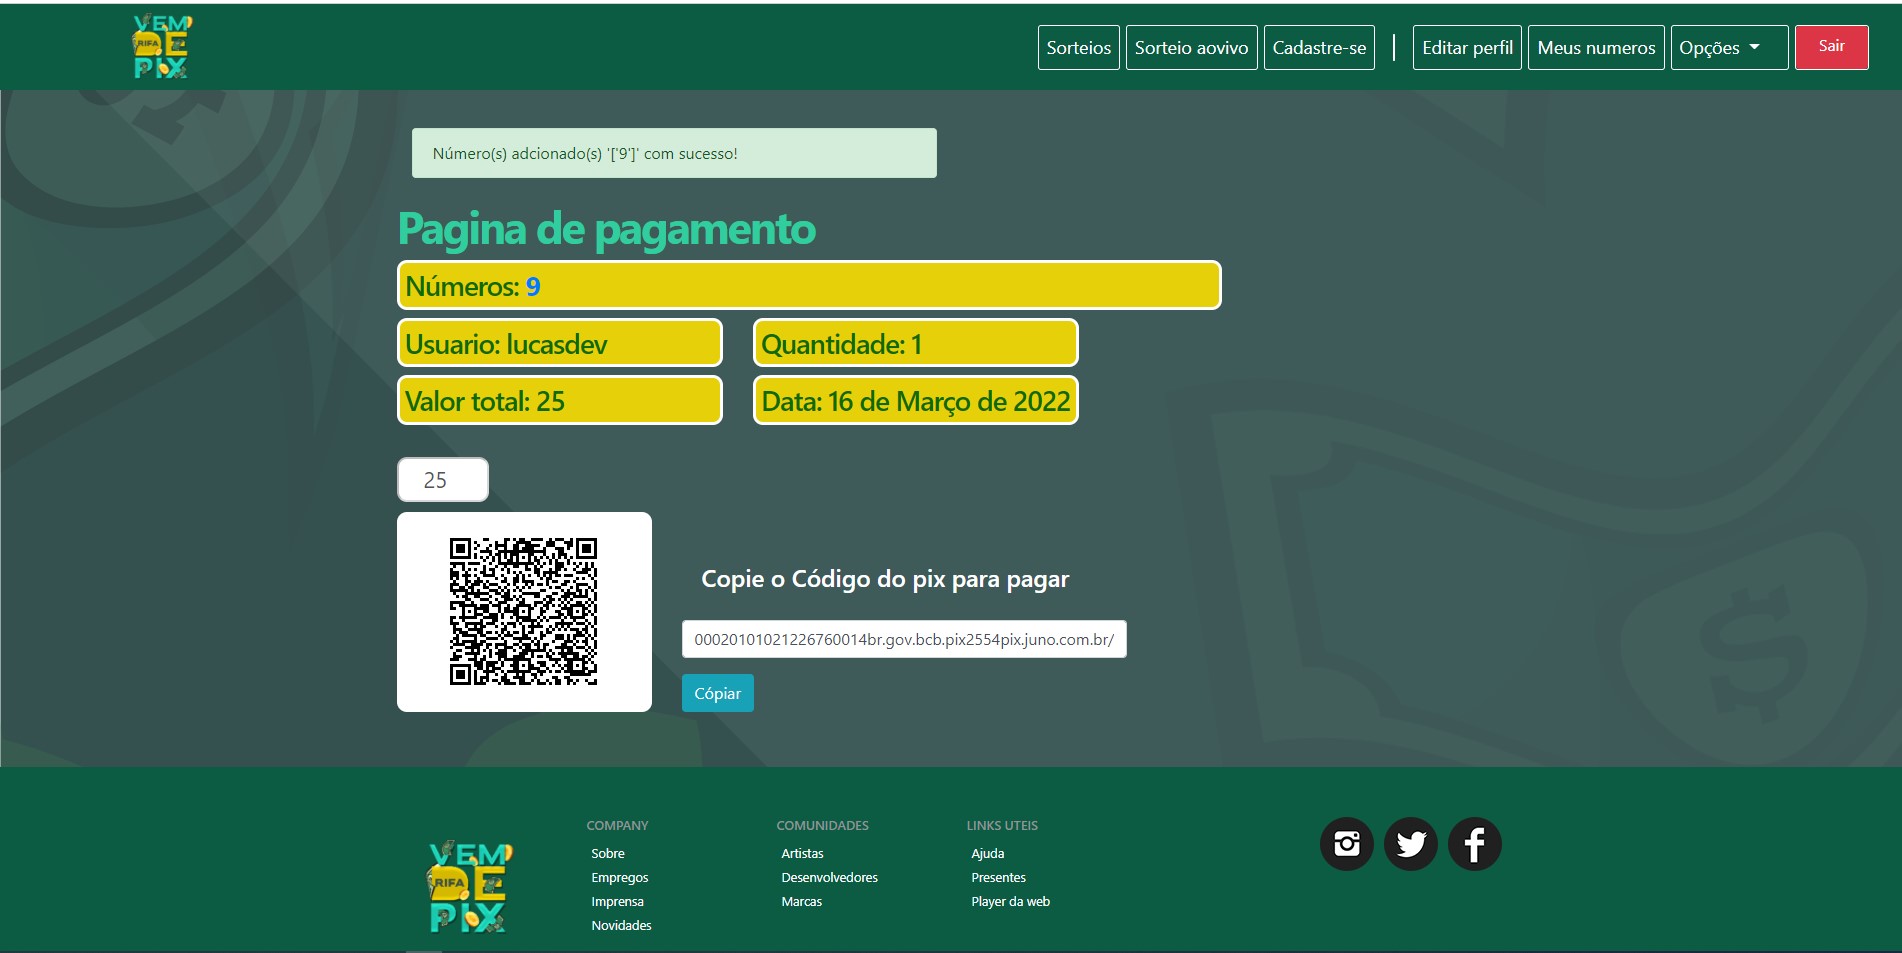 VEM
RIFA
DE
PIX
Sorteios
Sorteio aovivo
Cadastre-se
Editar perfil
Meus numeros
Opções
Sair
Número(s) adcionado(s) '['9']' com sucesso!
Pagina de pagamento
Números: 9
Usuario: lucasdev
Quantidade: 1
Valor total: 25
Data: 16 de Março de 2022
25
Copie o Código do pix para pagar
00020101021226760014br.gov.bcb.pix2554pix.juno.com.br/
Cópiar
VEM
RIFA
DE
PIX
COMPANY
Sobre
Empregos
Imprensa
Novidades
COMUNIDADES
Artistas
Desenvolvedores
Marcas
LINKS UTEIS
Ajuda
Presentes
Player da web